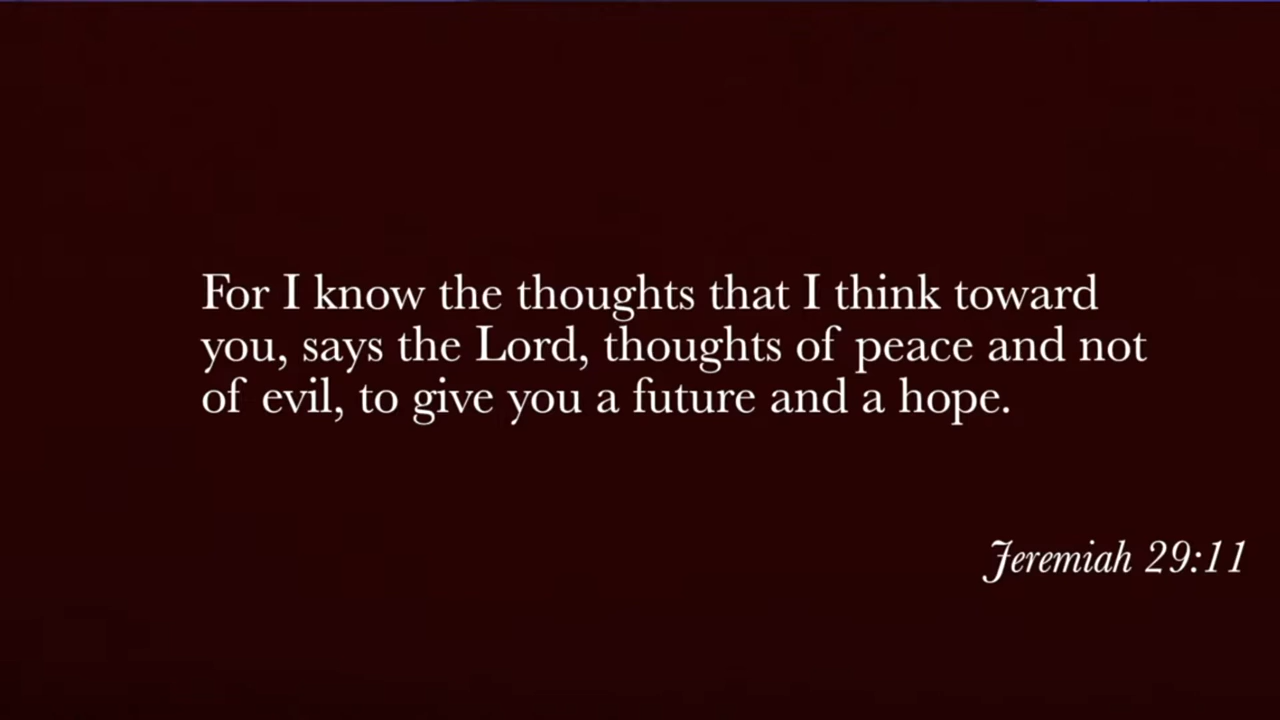 For I know the thoughts that I think toward
you, says the Lord, thoughts of peace and not
of evil, to give you a future and a hope.
Jeremiah 29:11